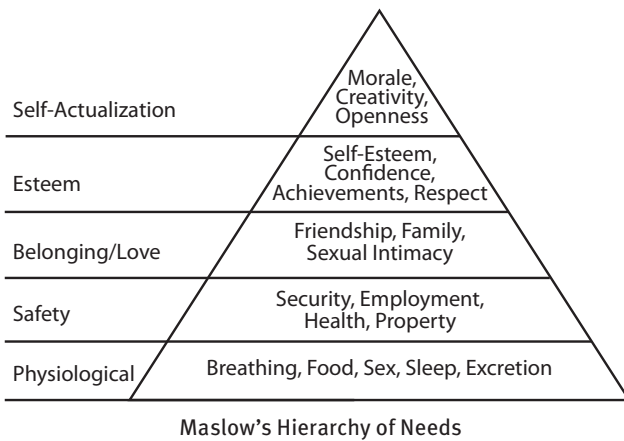 Morale,
Creativity,
Openness
Self-Actualization
Self-Esteem,
Confidence,
Achievements, Respect
Esteem
Friendship, Family,
Sexual Intimacy
Belonging/Love
Security, Employment,
Health, Property
Safety
Breathing, Food, Sex, Sleep, Excretion
Physiological
Maslow's Hierarchy of Needs